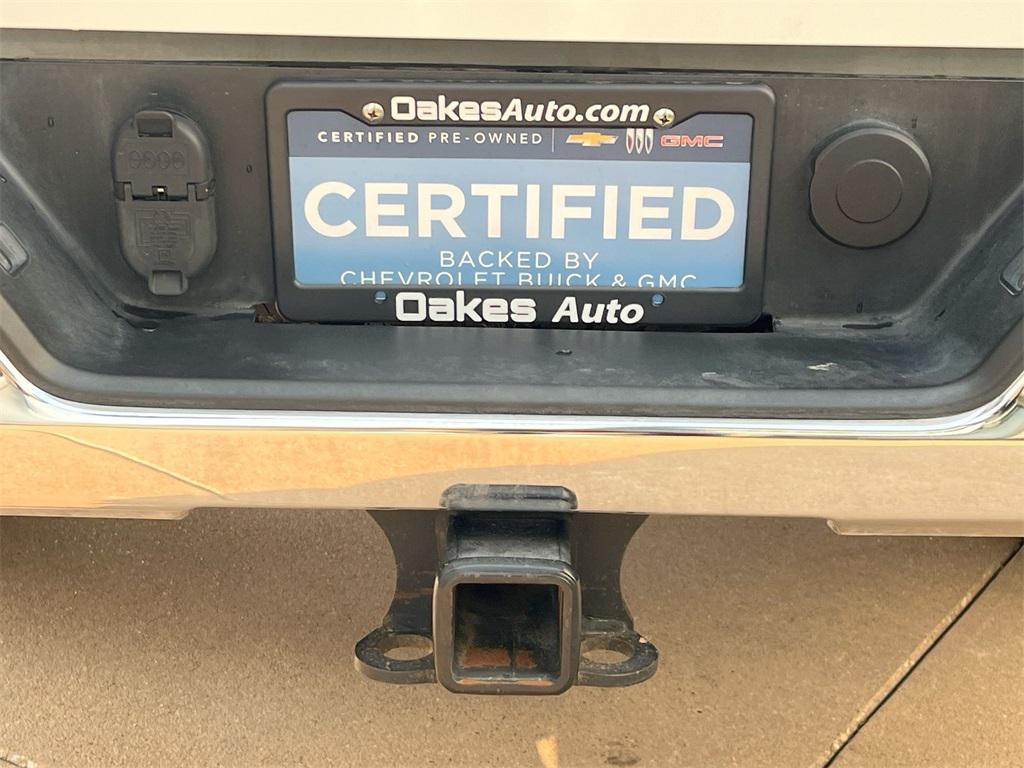 OakesAuto.com
CERTIFIED PRE-OWNED GMC
CERTIFIED
BACKED BY
CHEVROLET BUICK & GMC
Oakes Auto